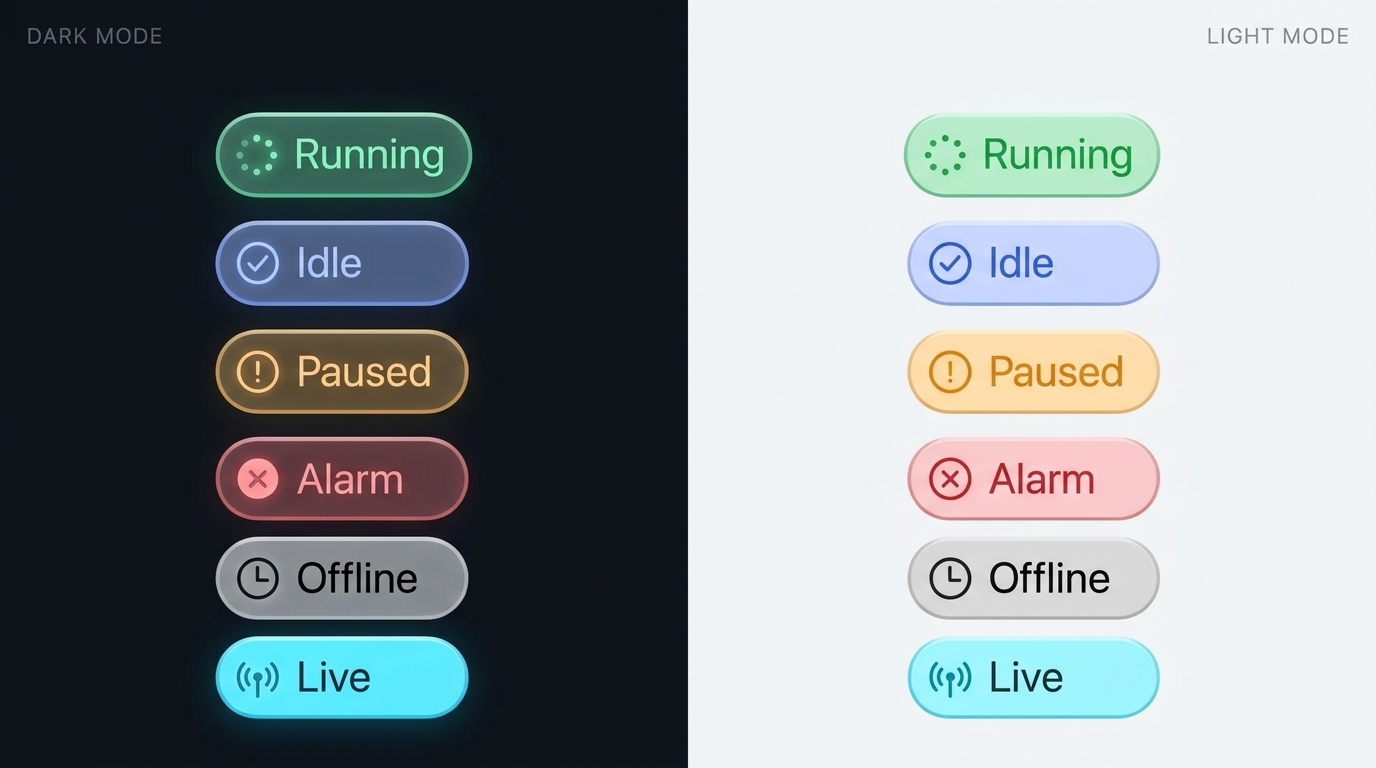 DARK MODE
Running
Idle
Paused
Alarm
Offline
Live
LIGHT MODE
Running
Idle
Paused
Alarm
Offline
Live